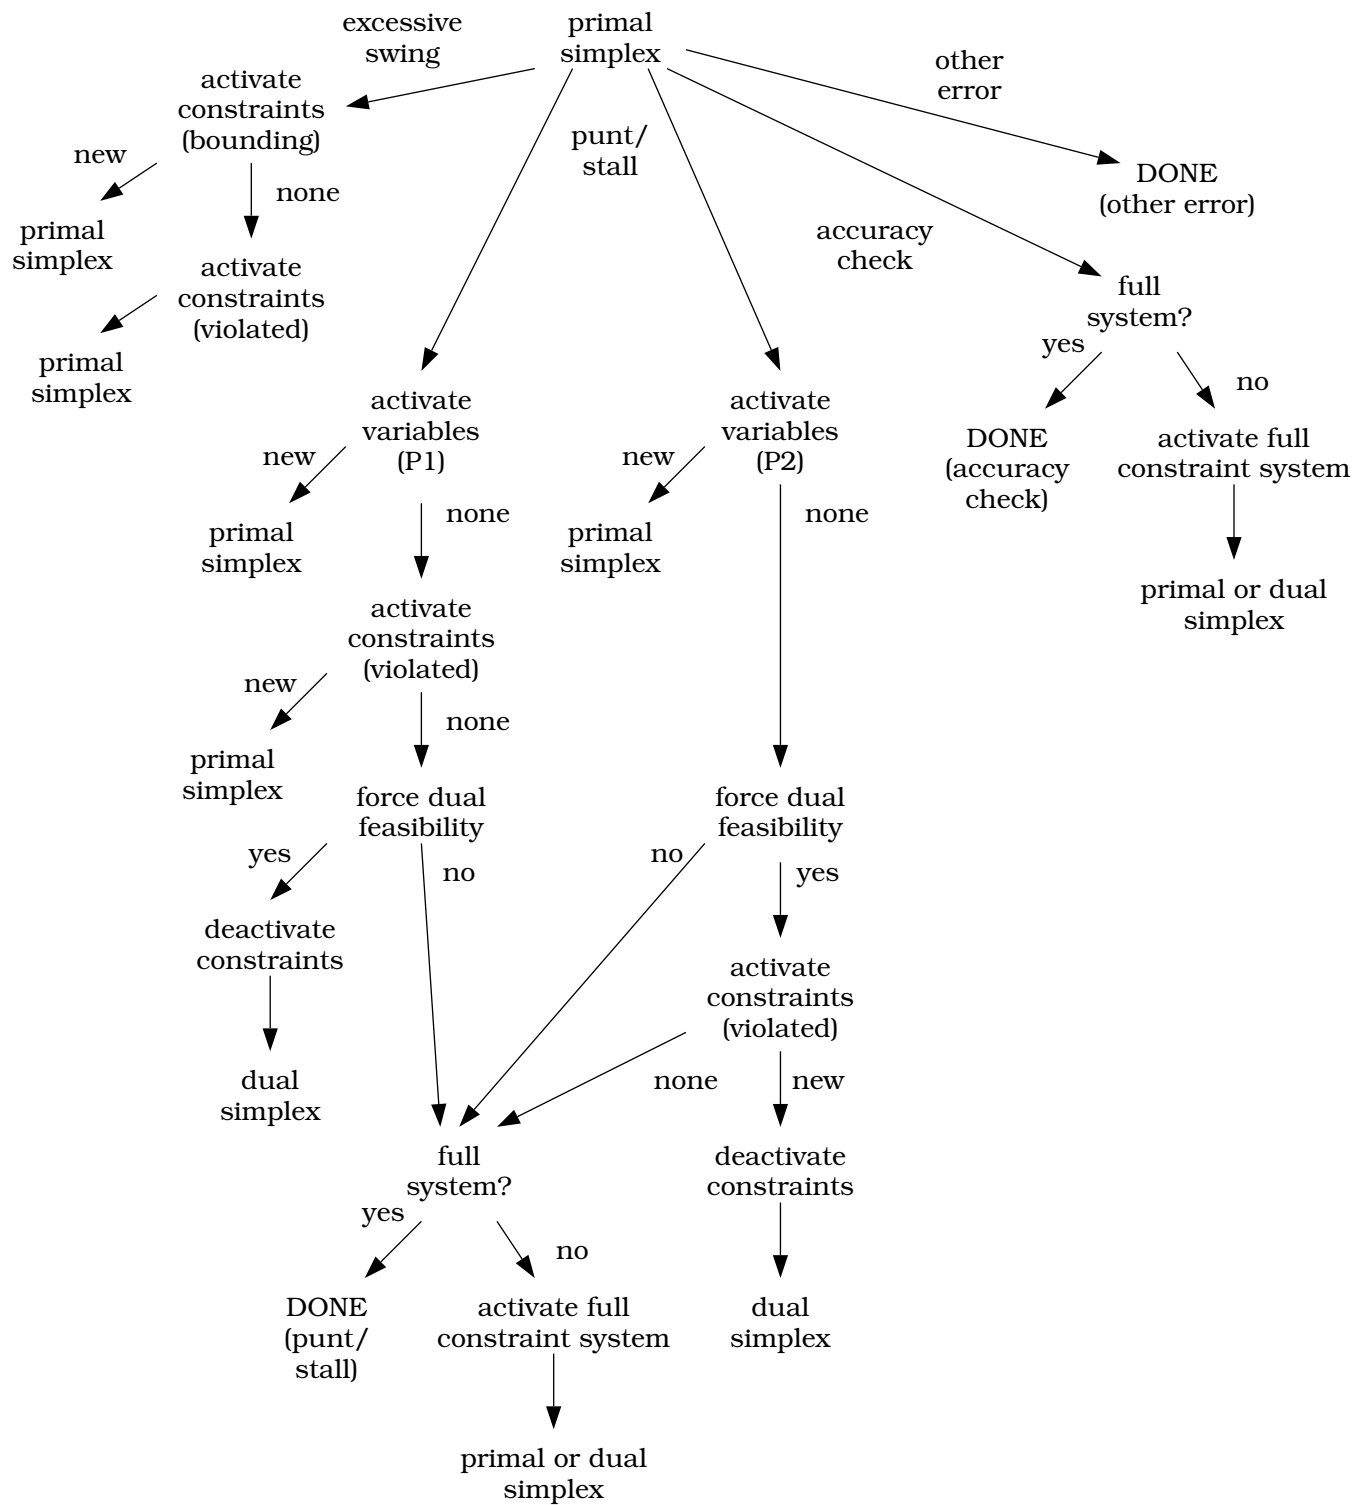 excessive
swing
primal
simplex
other
error
activate
constraints
(bounding)
punt/
stall
new
none
DONE
(other error)
primal
simplex
accuracy
check
activate
constraints
(violated)
full
system?
primal
simplex
yes
no
activate
variables
(P1)
activate
variables
(P2)
DONE
(accuracy
check)
activate full
constraint system
new
none
new
none
primal
simplex
primal
simplex
primal or dual
simplex
activate
constraints
(violated)
new
none
primal
simplex
force dual
feasibility
force dual
feasibility
yes
no
no
yes
deactivate
constraints
activate
constraints
(violated)
dual
simplex
none
new
full
system?
deactivate
constraints
yes
no
DONE
(punt/
stall)
activate full
constraint system
dual
simplex
primal or dual
simplex